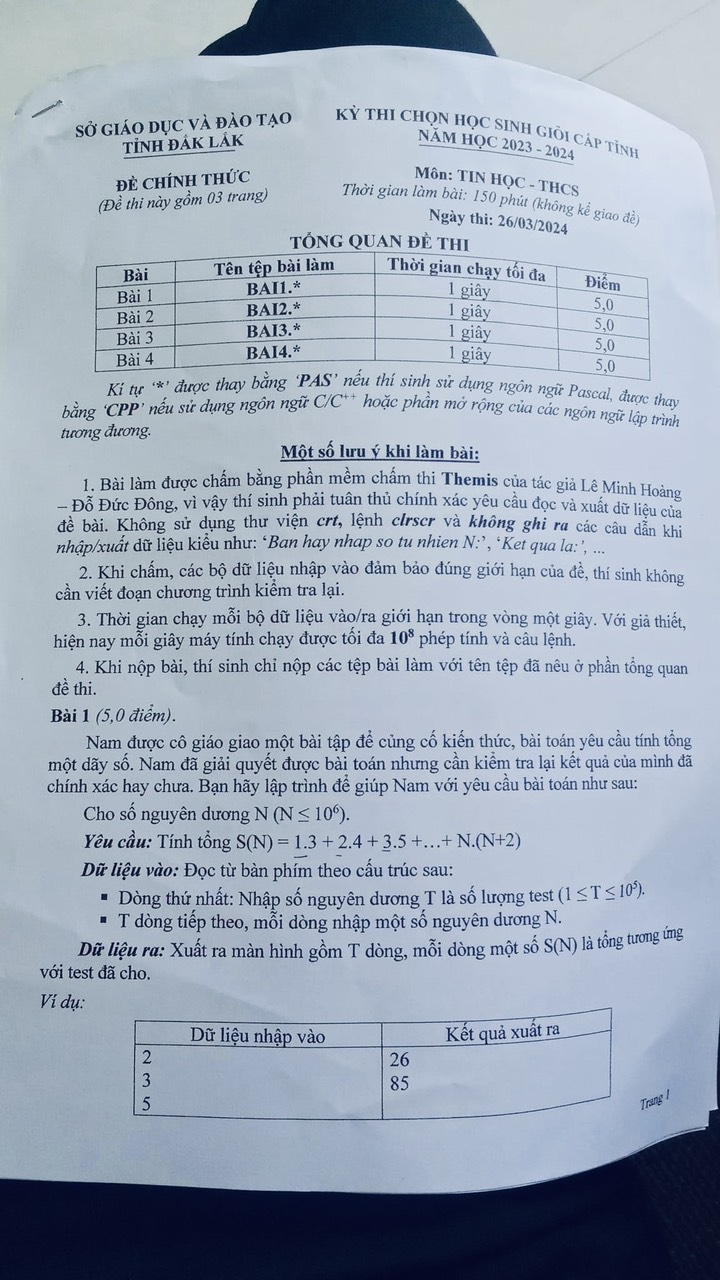 SỞ GIÁO DỤC VÀ ĐÀO TẠO
TỈNH ĐẮK LẮK
ĐỀ CHÍNH THỨC
(Đề thi này gồm 03 trang)
KỲ THI CHỌN HỌC SINH GIỎI CẤP TỈNH
NĂM HỌC 2023 - 2024
Môn: TIN HỌC - THCS
Thời gian làm bài: 150 phút (không kể giao đề)
Ngày thi: 26/03/2024
TỔNG QUAN ĐỀ THI
Bài Tên tệp bài làm Thời gian chạy tối đa Điểm
Bài 1 BAI1.* 1 giây 5,0
Bài 2 BAI2.* 1 giây 5,0
Bài 3 BAI3.* 1 giây 5,0
Bài 4 BAI4.* 1 giây 5,0
Kí tự ‘*’ được thay bằng ‘PAS’ nếu thí sinh sử dụng ngôn ngữ Pascal, được thay
bằng ‘CPP’ nếu sử dụng ngôn ngữ C/C⁺⁺ hoặc phần mở rộng của các ngôn ngữ lập trình
tương đương.
Một số lưu ý khi làm bài:
1. Bài làm được chấm bằng phần mềm chấm thi Themis của tác giả Lê Minh Hoàng
– Đỗ Đức Đông, vì vậy thí sinh phải tuân thủ chính xác yêu cầu đọc và xuất dữ liệu của
đề bài. Không sử dụng thư viện crt, lệnh clrscr và không ghi ra các câu dẫn khi
nhập/xuất dữ liệu kiểu như: ‘Ban hay nhap so tu nhien N:’, ‘Ket qua la:’, ...
2. Khi chấm, các bộ dữ liệu nhập vào đảm bảo đúng giới hạn của đề, thí sinh không
cần viết đoạn chương trình kiểm tra lại.
3. Thời gian chạy mỗi bộ dữ liệu vào/ra giới hạn trong vòng một giây. Với giả thiết,
hiện nay mỗi giây máy tính chạy được tối đa 10⁸ phép tính và câu lệnh.
4. Khi nộp bài, thí sinh chỉ nộp các tệp bài làm với tên tệp đã nêu ở phần tổng quan
đề thi.
Bài 1 (5,0 điểm).
Nam được cô giáo giao một bài tập để củng cố kiến thức, bài toán yêu cầu tính tổng
một dãy số. Nam đã giải quyết được bài toán nhưng cần kiểm tra lại kết quả của mình đã
chính xác hay chưa. Bạn hãy lập trình để giúp Nam với yêu cầu bài toán như sau:
Cho số nguyên dương N (N ≤ 10⁶).
Yêu cầu: Tính tổng S(N) = 1.3 + 2.4 + 3.5 +…+ N.(N+2)
Dữ liệu vào: Đọc từ bàn phím theo cấu trúc sau:
▪ Dòng thứ nhất: Nhập số nguyên dương T là số lượng test (1 ≤ T ≤ 10⁵).
▪ T dòng tiếp theo, mỗi dòng nhập một số nguyên dương N.
Dữ liệu ra: Xuất ra màn hình gồm T dòng, mỗi dòng một số S(N) là tổng tương ứng
với test đã cho.
Ví dụ:
Dữ liệu nhập vào Kết quả xuất ra
2 26
3 85
5
Trang 1